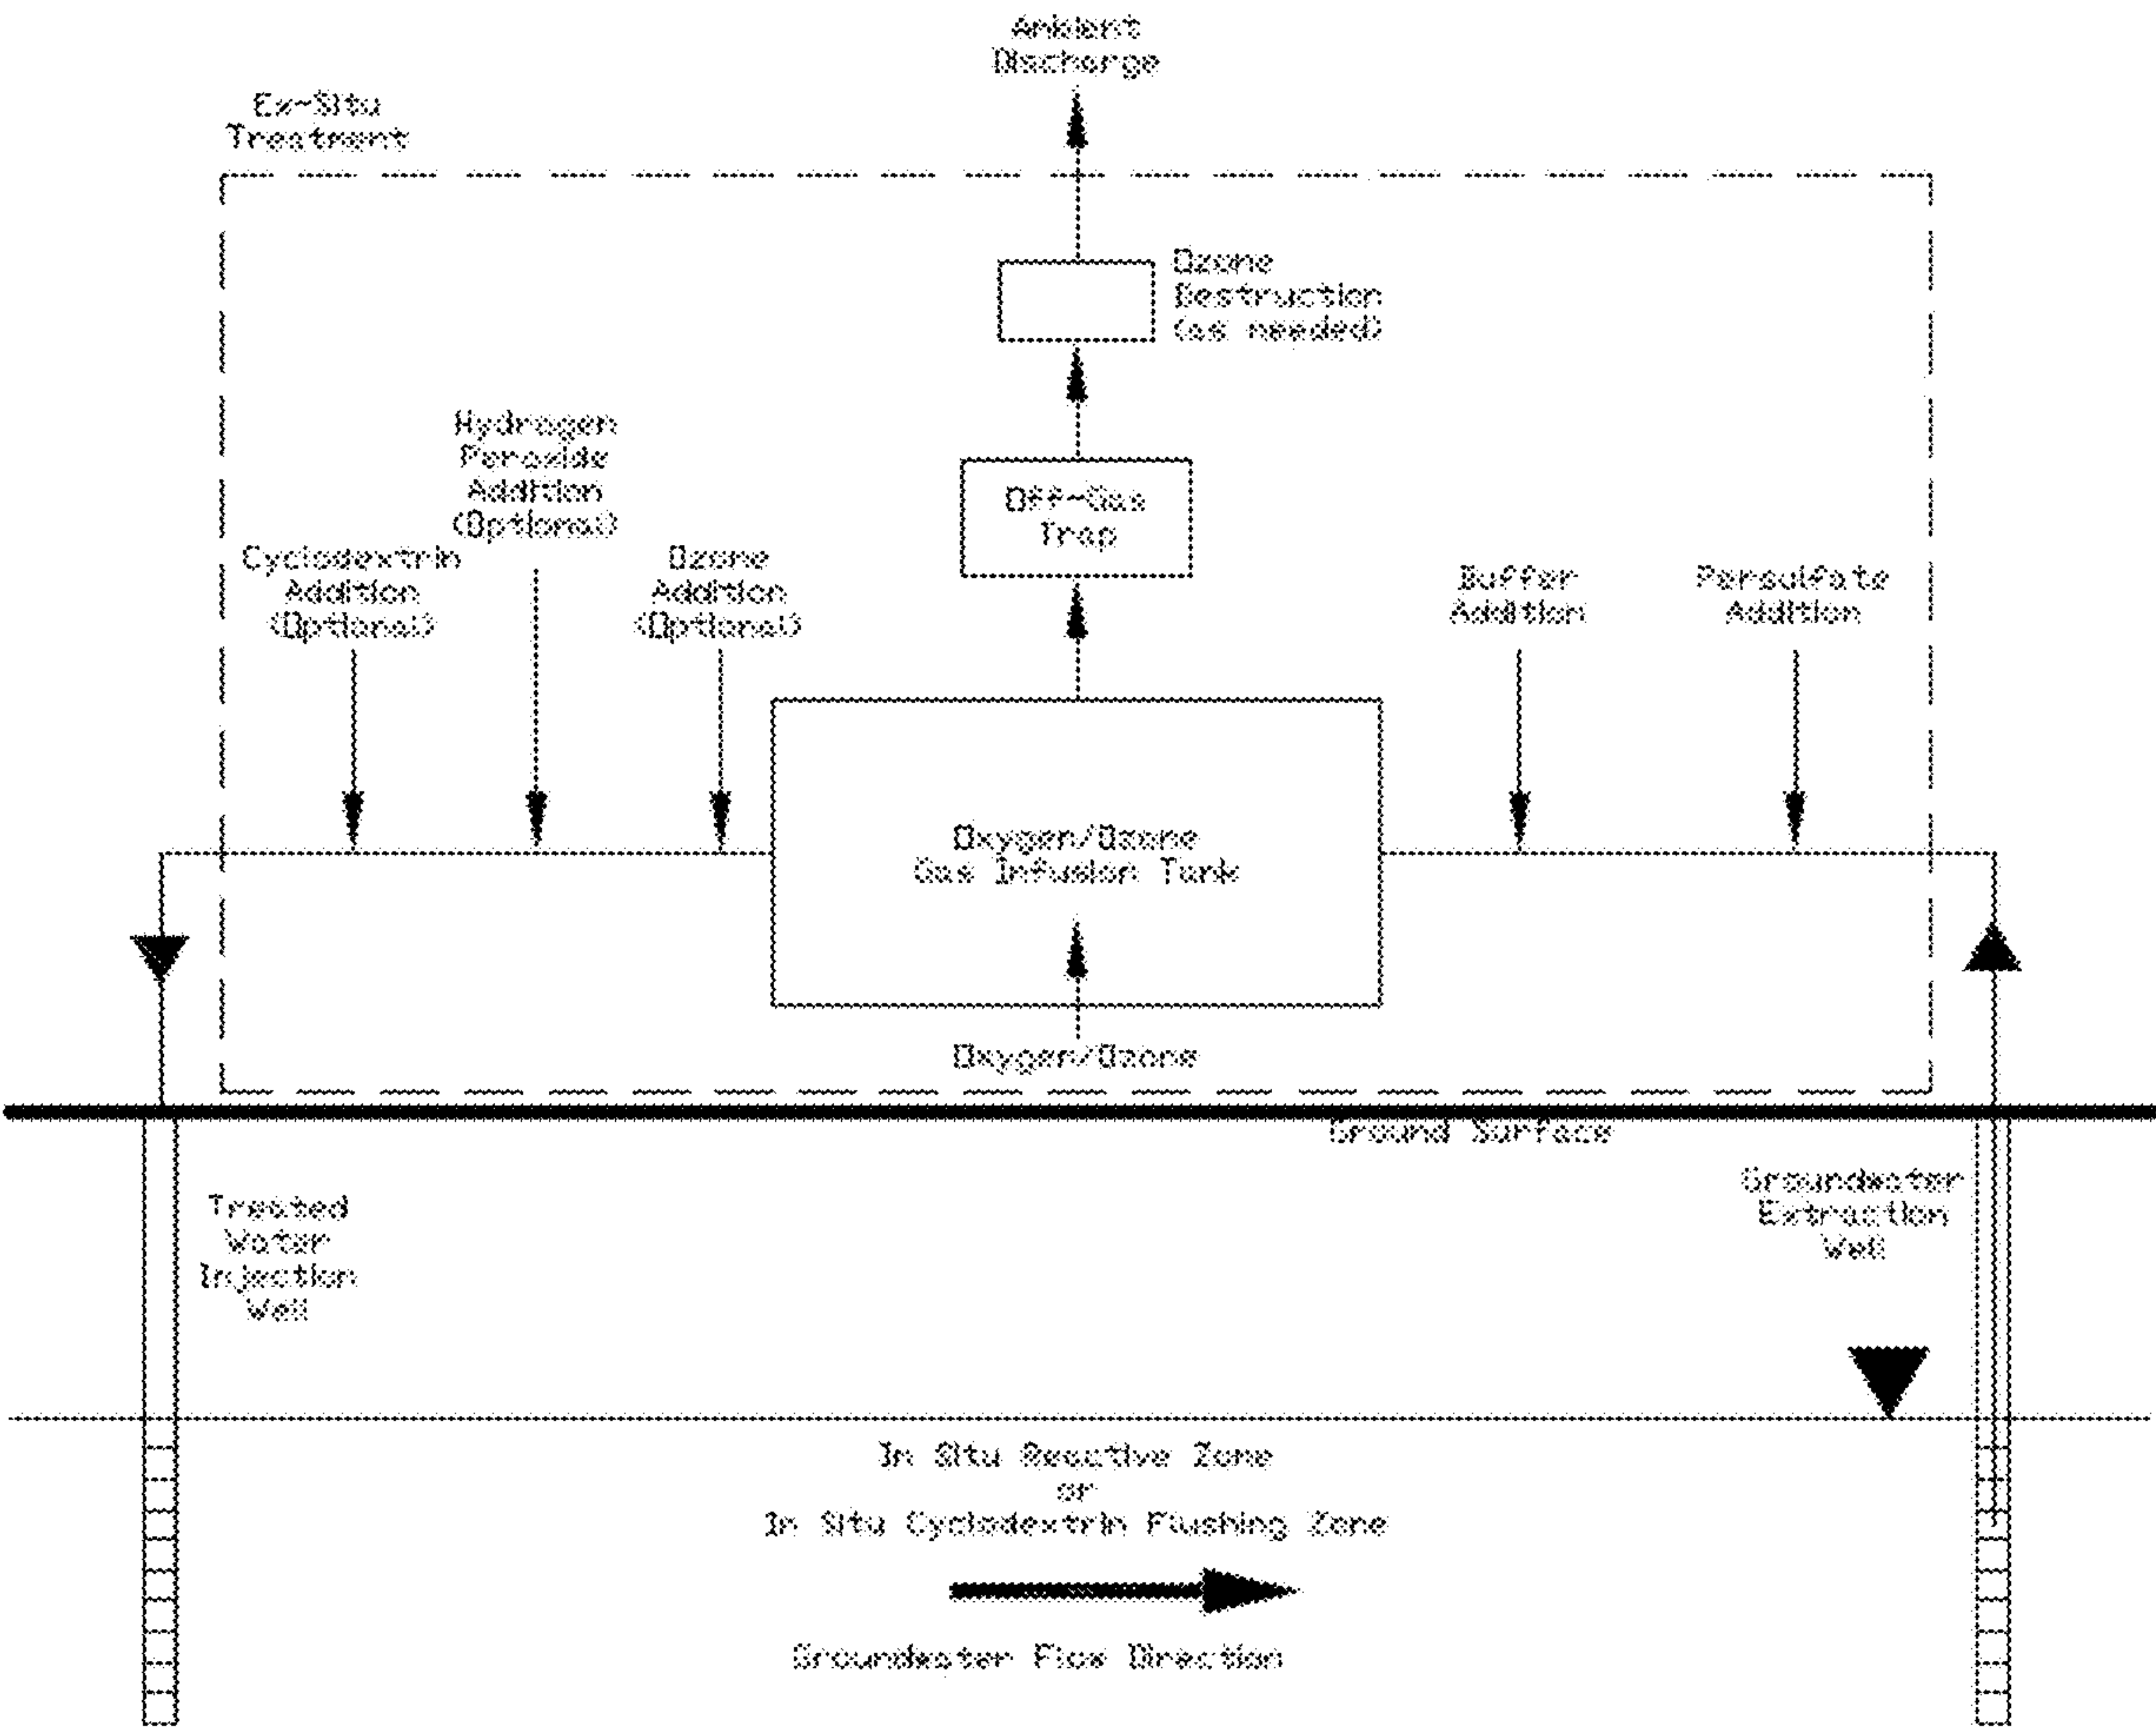 Ambient
Discharge
Ex-Situ
Treatment
Ozone
Destruction
(as needed)
Hydrogen
Peroxide
Addition
(Optional)
Off-Gas
Trap
Cyclodextrin
Addition
(Optional)
Ozone
Addition
(Optional)
Buffer
Addition
Persulfate
Addition
Oxygen/Ozone
Gas Infusion Tank
Oxygen/Ozone
Ground Surface
Treated
Water
Injection
Well
Groundwater
Extraction
Well
In Situ Reactive Zone
or
In Situ Cyclodextrin Flushing Zone
Groundwater Flow Direction